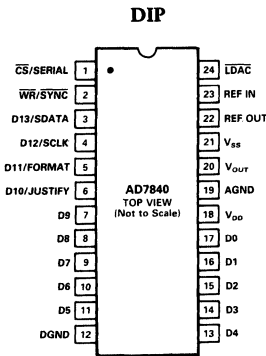 DIP
CS/SERIAL 1
WR/SYNC 2
D13/SDATA 3
D12/SCLK 4
D11/FORMAT 5
D10/JUSTIFY 6
D9 7
D8 8
D7 9
D6 10
D5 11
DGND 12
AD7840
TOP VIEW
(Not to Scale)
24 LDAC
23 REF IN
22 REF OUT
21 VSS
20 VOUT
19 AGND
18 VDD
17 D0
16 D1
15 D2
14 D3
13 D4